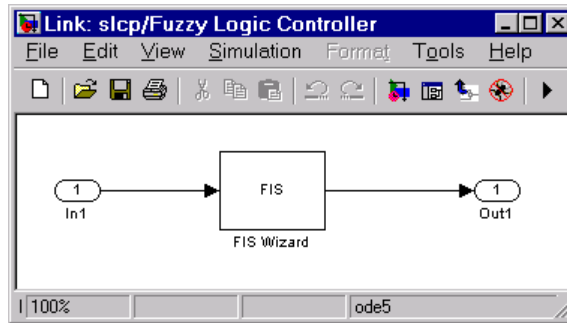 Link: slcp/Fuzzy Logic Controller
File Edit View Simulation Format Tools Help
1 FIS 1
In1 FIS Wizard Out1
100% ode5